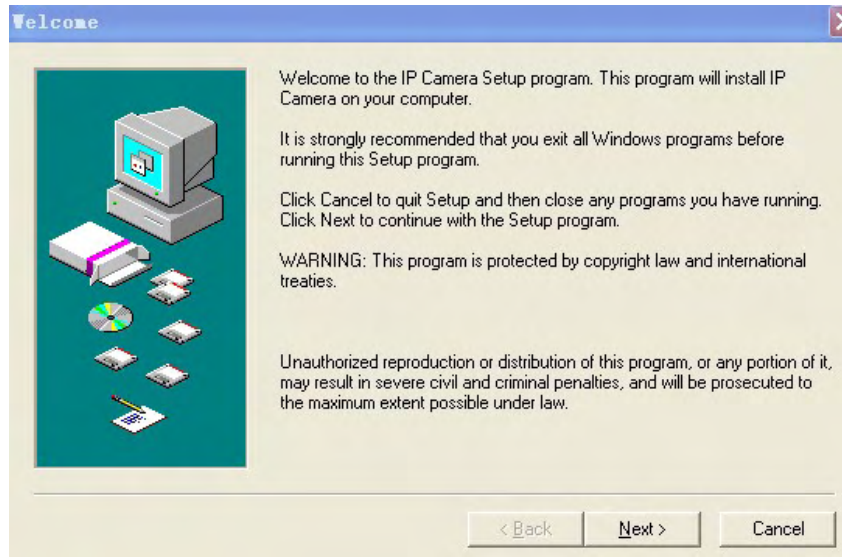 Welcome
Welcome to the IP Camera Setup program. This program will install IP
Camera on your computer.
It is strongly recommended that you exit all Windows programs before
running this Setup program.
Click Cancel to quit Setup and then close any programs you have running.
Click Next to continue with the Setup program.
WARNING: This program is protected by copyright law and international
treaties.
Unauthorized reproduction or distribution of this program, or any portion of it,
may result in severe civil and criminal penalties, and will be prosecuted to
the maximum extent possible under law.
< Back Next > Cancel